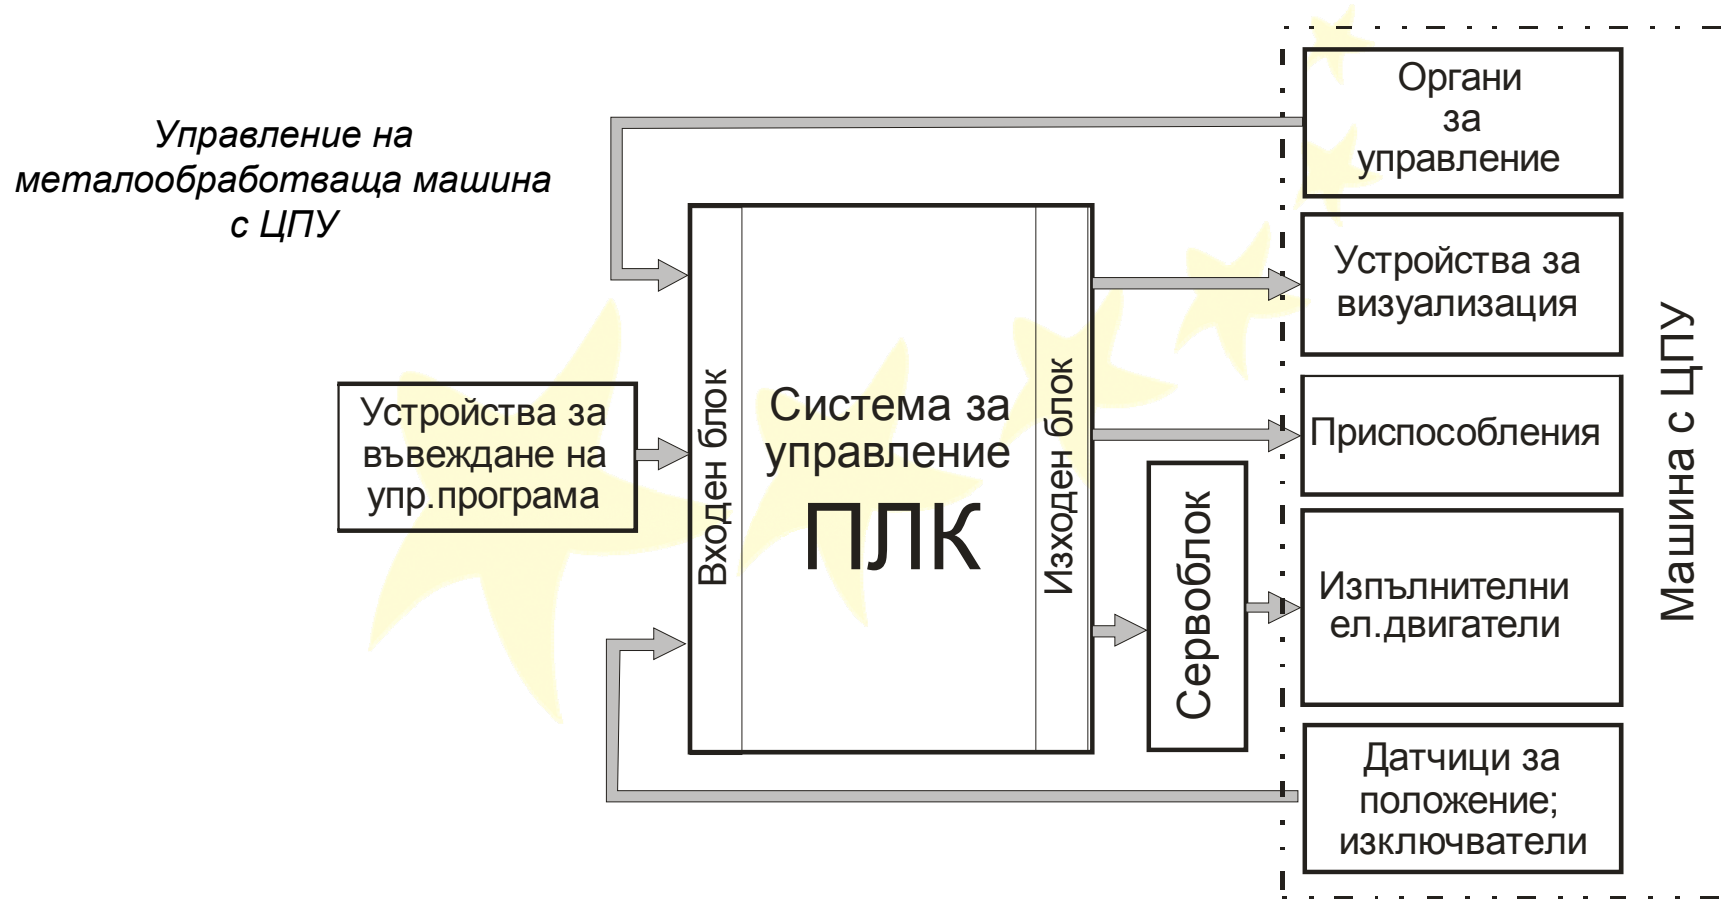 Управление на
металообработваща машина
с ЦПУ
Органи
за
управление
Устройства за
визуализация
Приспособления
Изпълнителни
ел.двигатели
Датчици за
положение;
изключватели
Машина с ЦПУ
Устройства за
въвеждане на
упр.програма
Входен блок
Система за
управление
ПЛК
Изходен блок
Сервоблок